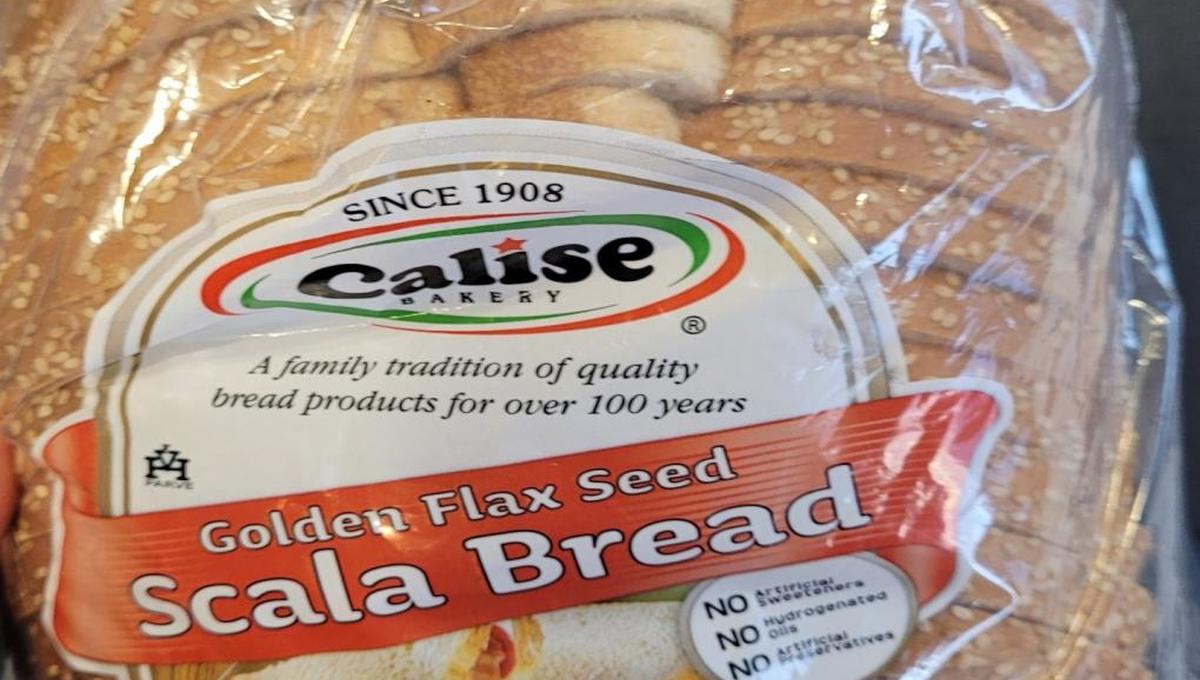 SINCE 1908
Calise
BAKERY
®
A family tradition of quality
bread products for over 100 years
PARVE
Golden Flax Seed
Scala Bread
NO Artificial
Sweeteners
NO Hydrogenated
Oils
NO Artificial
Preservatives